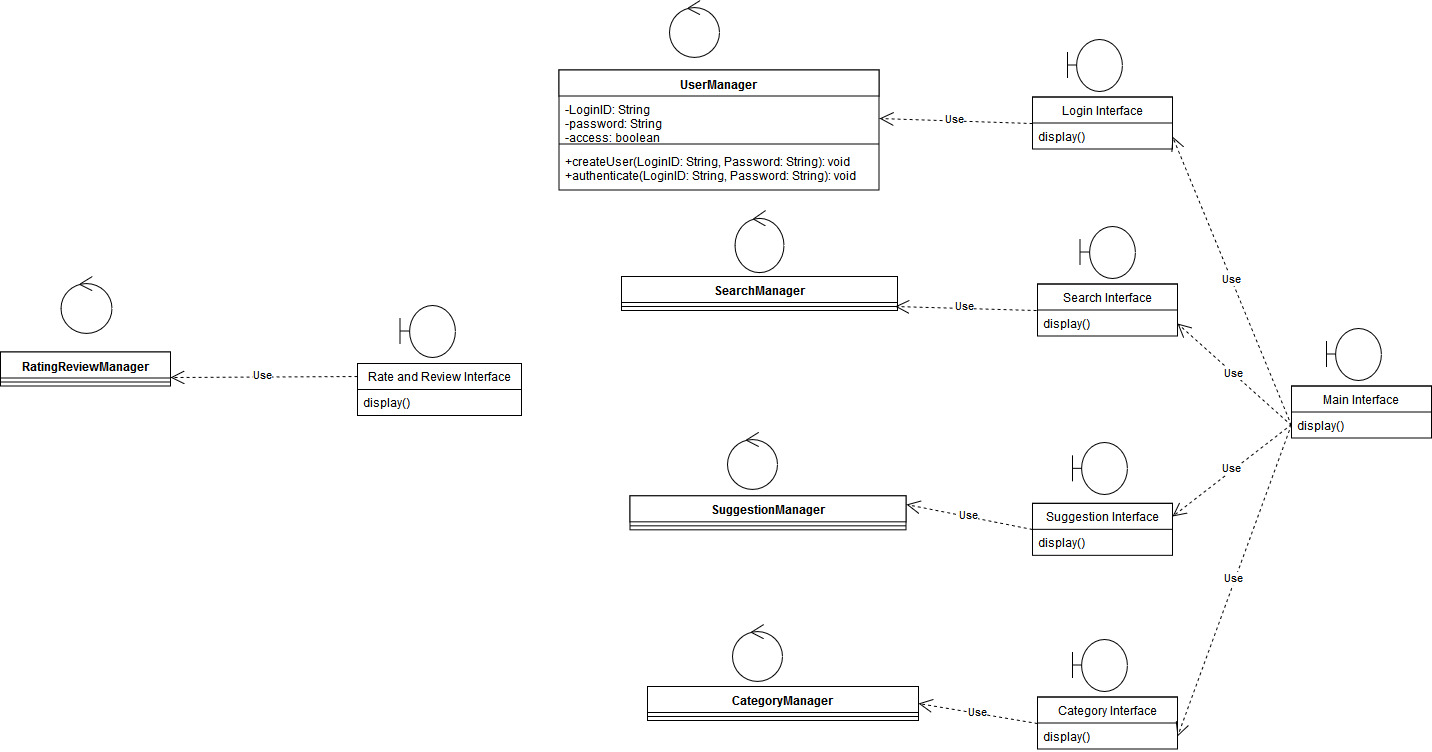 UserManager
-LoginID: String
-password: String
-access: boolean
+createUser(LoginID: String, Password: String): void
+authenticate(LoginID: String, Password: String): void
Use
Login Interface
display()
SearchManager
Use
Search Interface
display()
Use
RatingReviewManager
Use
Rate and Review Interface
display()
Use
Main Interface
display()
SuggestionManager
Use
Suggestion Interface
display()
Use
Use
CategoryManager
Use
Category Interface
display()